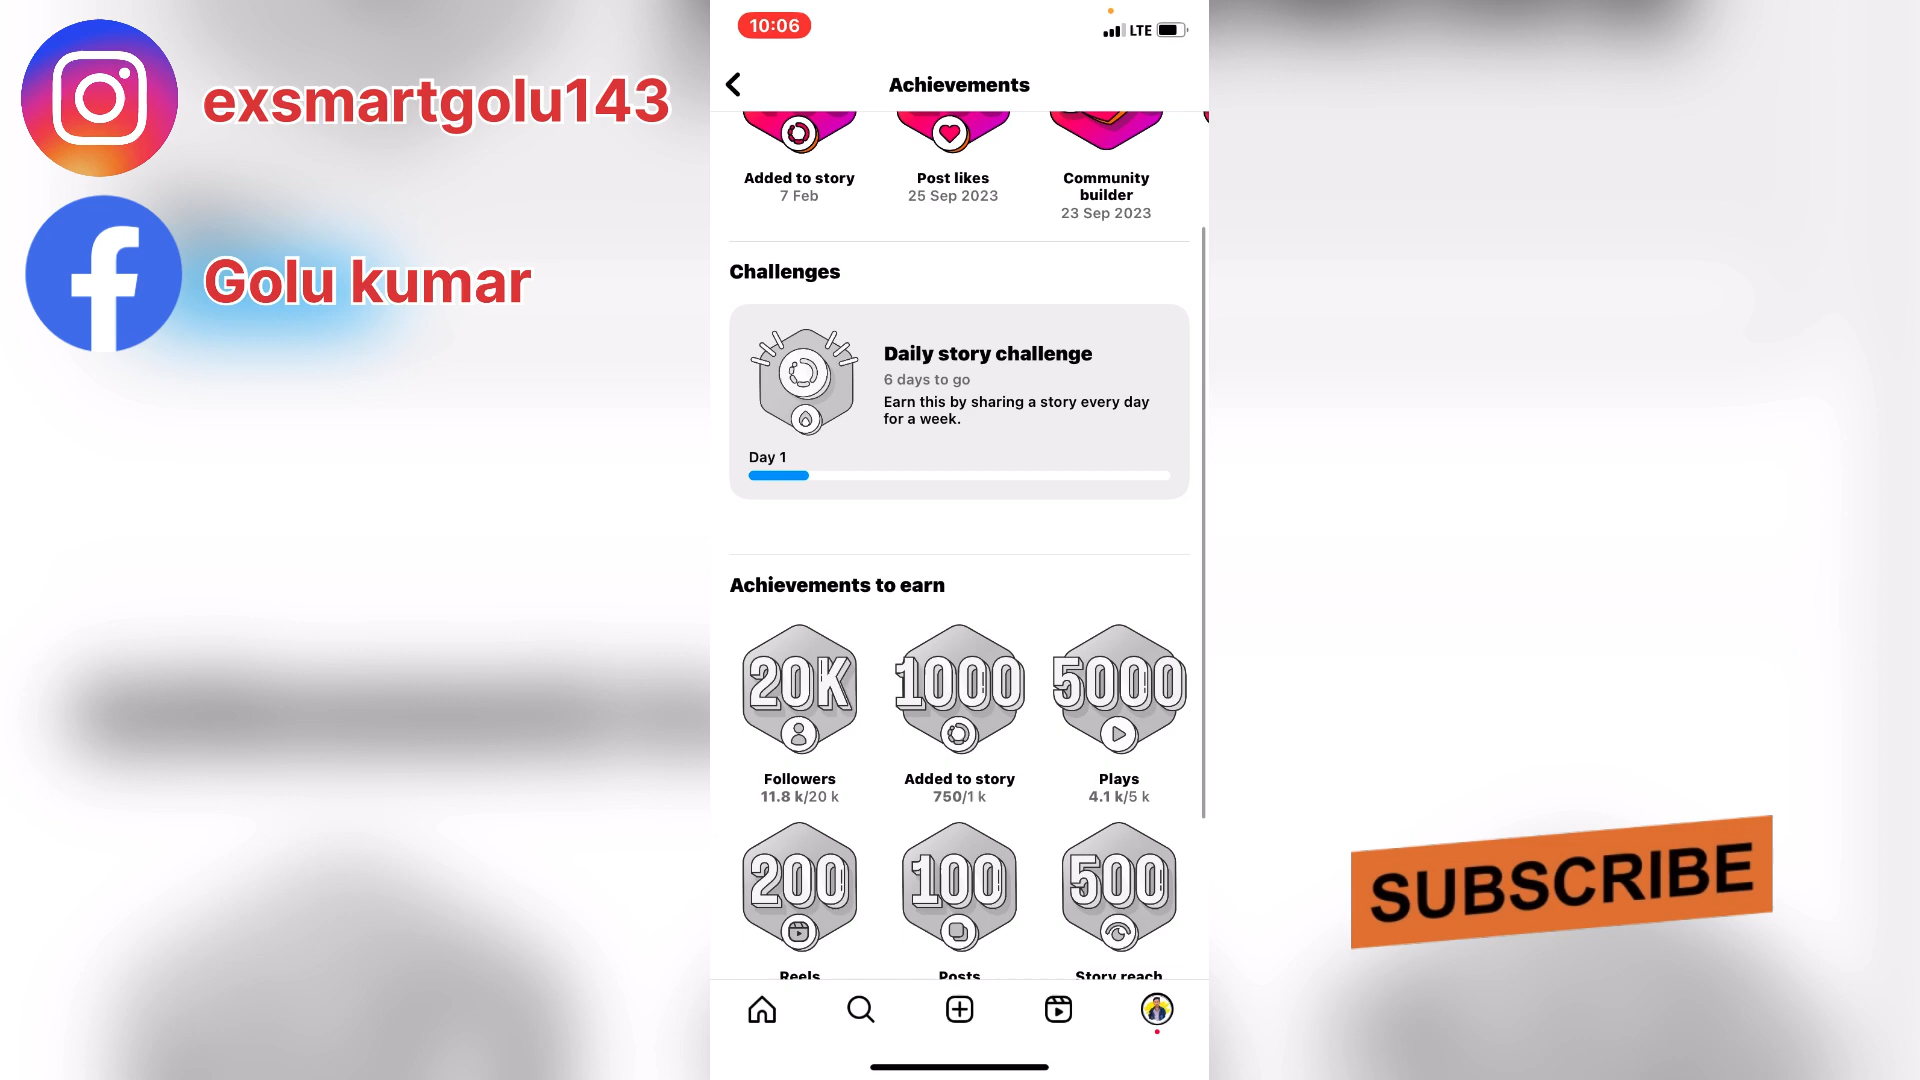 exsmartgolu143
Golu kumar
10:06
LTE
Achievements
Added to story
7 Feb
Post likes
25 Sep 2023
Community
builder
23 Sep 2023
Challenges
Daily story challenge
6 days to go
Earn this by sharing a story every day
for a week.
Day 1
Achievements to earn
20K
Followers
11.8 k/20 k
1000
Added to story
750/1 k
5000
Plays
4.1 k/5 k
200
Reels
100
Posts
500
Story reach
SUBSCRIBE